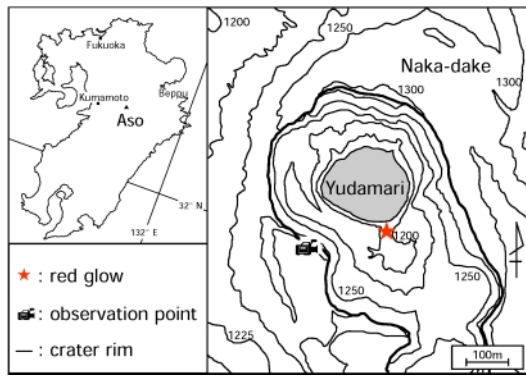 Fukuoka
Beppu
Kumamoto
Aso
32° N
132° E
: red glow
: observation point
: crater rim
1200
1250
Naka-dake
1300
1300
Yudamari
1200
1250
1250
1225
100m